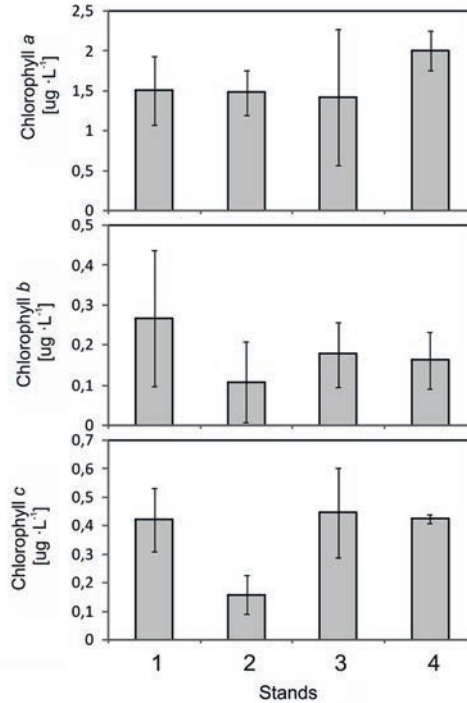 Chlorophyll a
[ug ·L⁻¹]
2,5
2
1,5
1
0,5
0
Chlorophyll b
[ug ·L⁻¹]
0,5
0,4
0,3
0,2
0,1
0
Chlorophyll c
[ug ·L⁻¹]
0,7
0,6
0,5
0,4
0,3
0,2
0,1
0
1 2 3 4
Stands